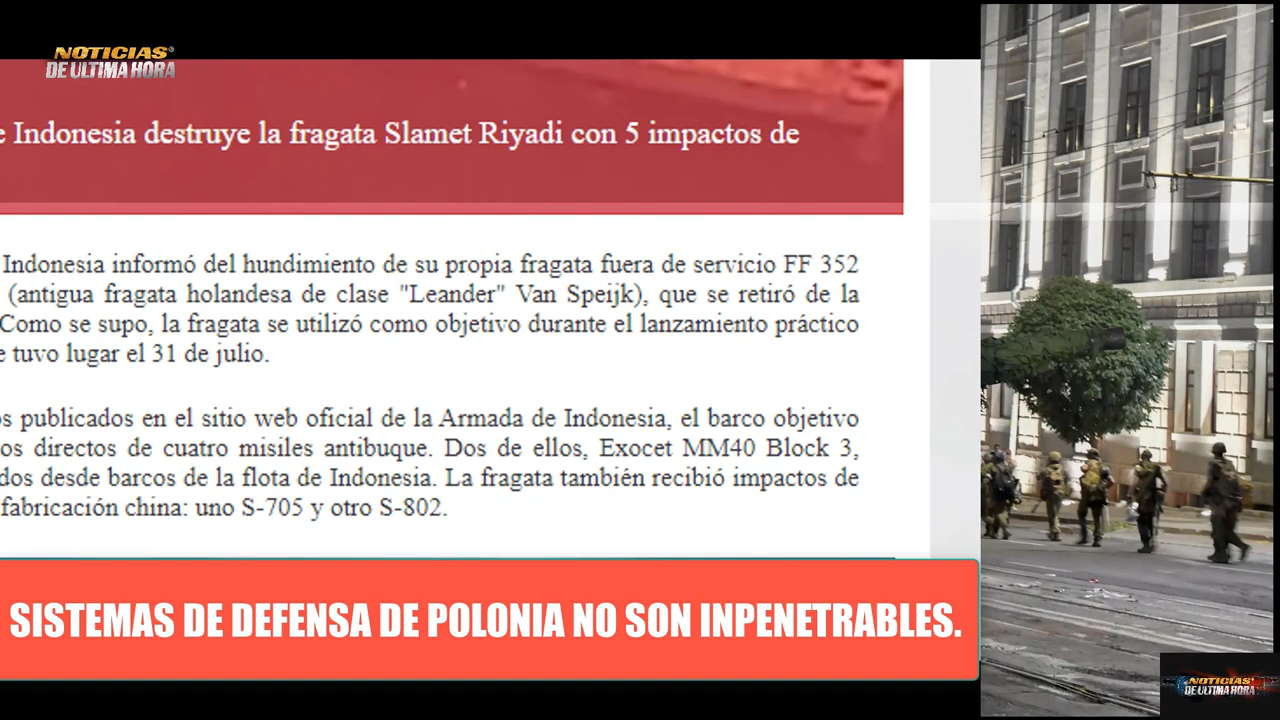 NOTICIAS®
DE ULTIMA HORA
e Indonesia destruye la fragata Slamet Riyadi con 5 impactos de
Indonesia informó del hundimiento de su propia fragata fuera de servicio FF 352
(antigua fragata holandesa de clase "Leander" Van Speijk), que se retiró de la
Como se supo, la fragata se utilizó como objetivo durante el lanzamiento práctico
e tuvo lugar el 31 de julio.
os publicados en el sitio web oficial de la Armada de Indonesia, el barco objetivo
os directos de cuatro misiles antibuque. Dos de ellos, Exocet MM40 Block 3,
dos desde barcos de la flota de Indonesia. La fragata también recibió impactos de
fabricación china: uno S-705 y otro S-802.
SISTEMAS DE DEFENSA DE POLONIA NO SON INPENETRABLES.
NOTICIAS
DE ULTIMA HORA